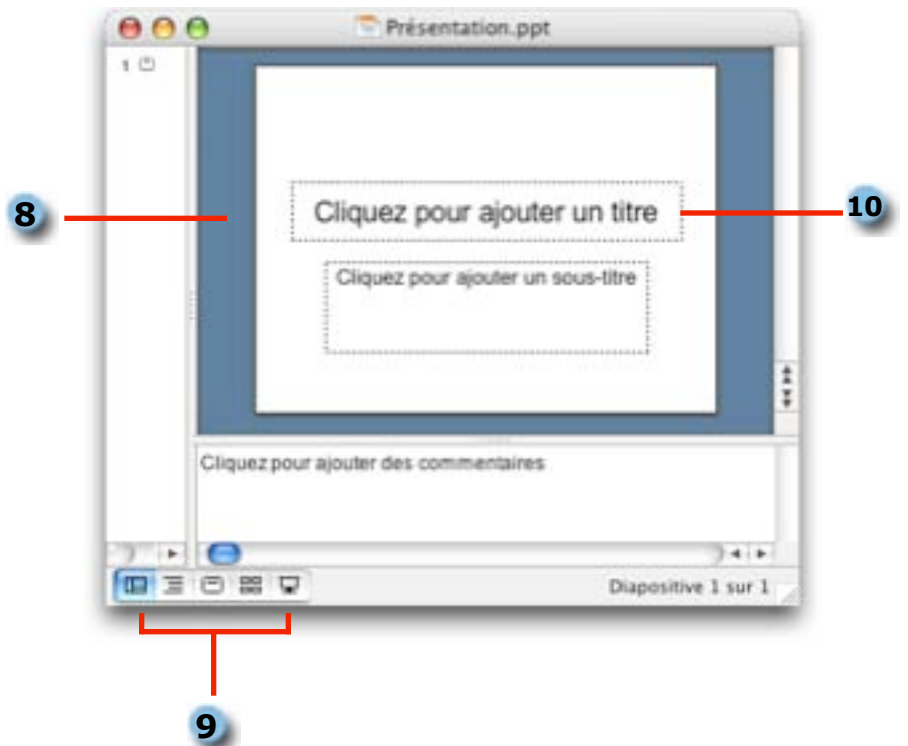 Présentation.ppt
1
Cliquez pour ajouter un titre
8
10
Cliquez pour ajouter un sous-titre
Cliquez pour ajouter des commentaires
Diapositive 1 sur 1
9